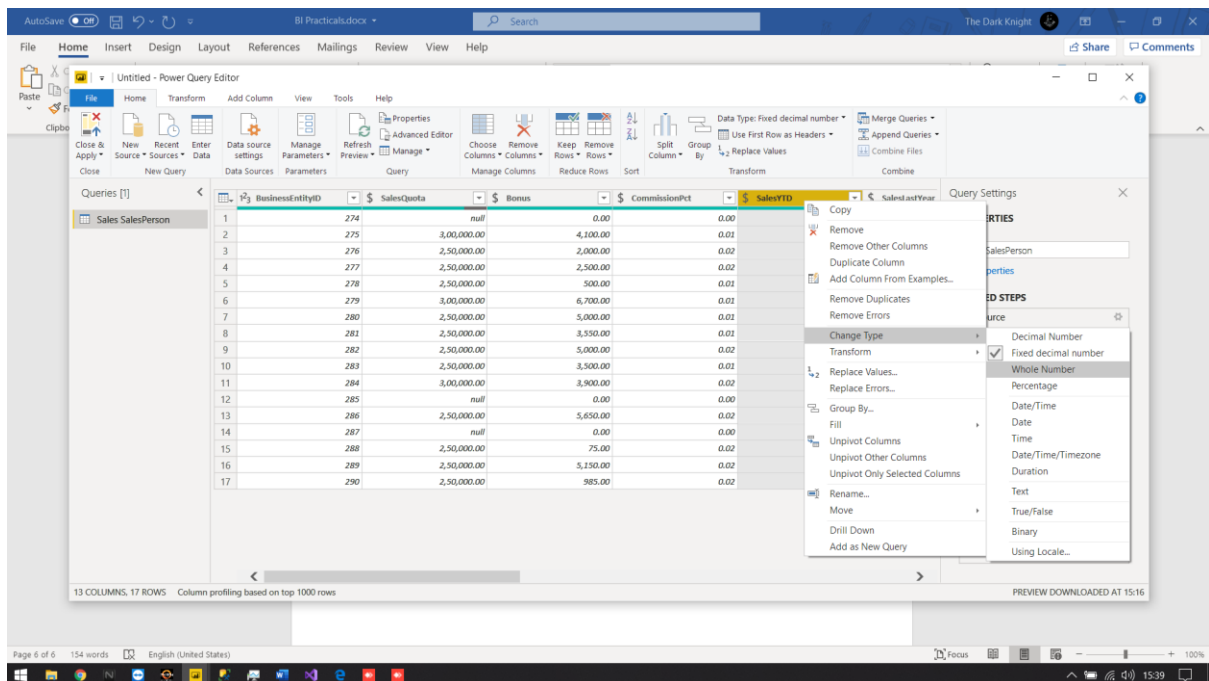 AutoSave Off BI Practicals.docx Search The Dark Knight
File Home Insert Design Layout References Mailings Review View Help Share Comments
Paste
Clipbo
Untitled - Power Query Editor
File Home Transform Add Column View Tools Help
Close & Apply
New Source
Recent Sources
Enter Data
Data source settings
Manage Parameters
Refresh Preview
Properties
Advanced Editor
Manage
Choose Columns
Remove Columns
Keep Rows
Remove Rows
Split Column
Group By
Data Type: Fixed decimal number
Use First Row as Headers
Replace Values
Merge Queries
Append Queries
Combine Files
Close New Query Data Sources Parameters Query Manage Columns Reduce Rows Sort Transform Combine
Queries [1]
Sales SalesPerson
BusinessEntityID $ SalesQuota $ Bonus $ CommissionPct $ SalesYTD $ SalesLastYear
1 274 null 0.00 0.00
2 275 3,00,000.00 4,100.00 0.01
3 276 2,50,000.00 2,000.00 0.02
4 277 2,50,000.00 2,500.00 0.02
5 278 2,50,000.00 500.00 0.01
6 279 3,00,000.00 6,700.00 0.01
7 280 2,50,000.00 5,000.00 0.01
8 281 2,50,000.00 3,550.00 0.01
9 282 2,50,000.00 5,000.00 0.02
10 283 2,50,000.00 3,500.00 0.01
11 284 3,00,000.00 3,900.00 0.02
12 285 null 0.00 0.00
13 286 2,50,000.00 5,650.00 0.02
14 287 null 0.00 0.00
15 288 2,50,000.00 75.00 0.02
16 289 2,50,000.00 5,150.00 0.02
17 290 2,50,000.00 985.00 0.02
Copy
Remove
Remove Other Columns
Duplicate Column
Add Column From Examples...
Remove Duplicates
Remove Errors
Change Type
Transform
Replace Values...
Replace Errors...
Group By...
Fill
Unpivot Columns
Unpivot Other Columns
Unpivot Only Selected Columns
Rename...
Move
Drill Down
Add as New Query
Query Settings
ERTIES
SalesPerson
perties
ED STEPS
urce
Decimal Number
Fixed decimal number
Whole Number
Percentage
Date/Time
Date
Time
Date/Time/Timezone
Duration
Text
True/False
Binary
Using Locale...
13 COLUMNS, 17 ROWS Column profiling based on top 1000 rows PREVIEW DOWNLOADED AT 15:16
Page 6 of 6 154 words English (United States) Focus 100%
15:39